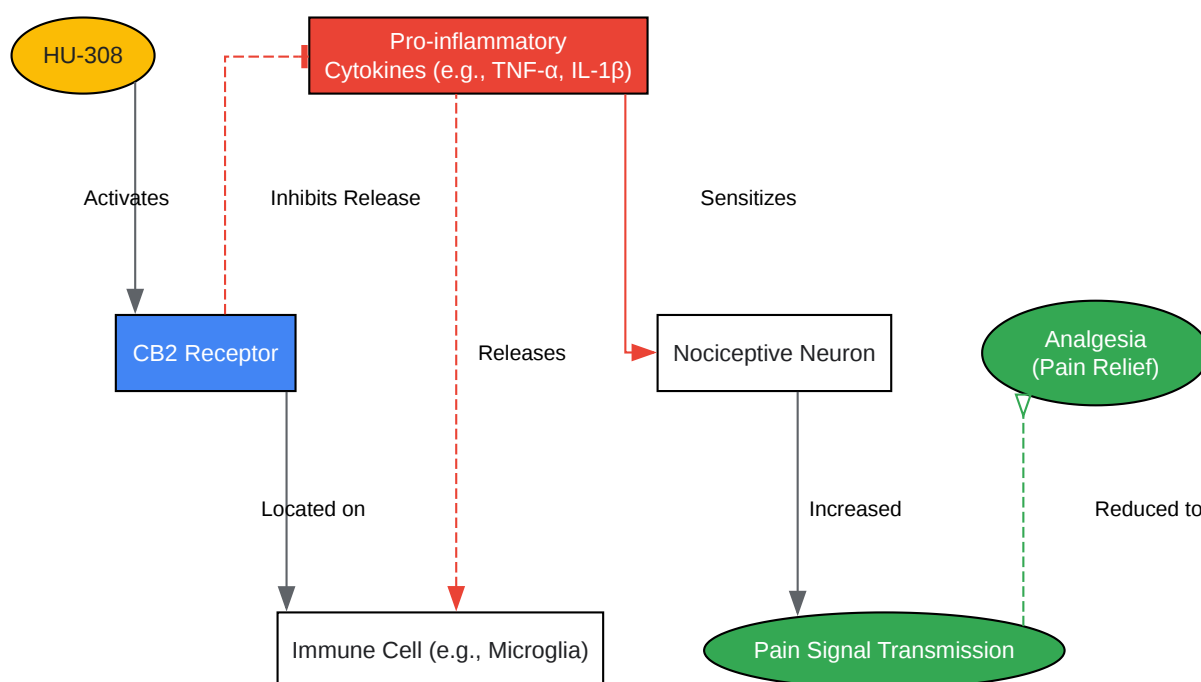 HU-308
Pro-inflammatory
Cytokines (e.g., TNF-α, IL-1β)
Activates
Inhibits Release
Sensitizes
CB2 Receptor
Releases
Nociceptive Neuron
Analgesia
(Pain Relief)
Located on
Increased
Reduced to
Immune Cell (e.g., Microglia)
Pain Signal Transmission